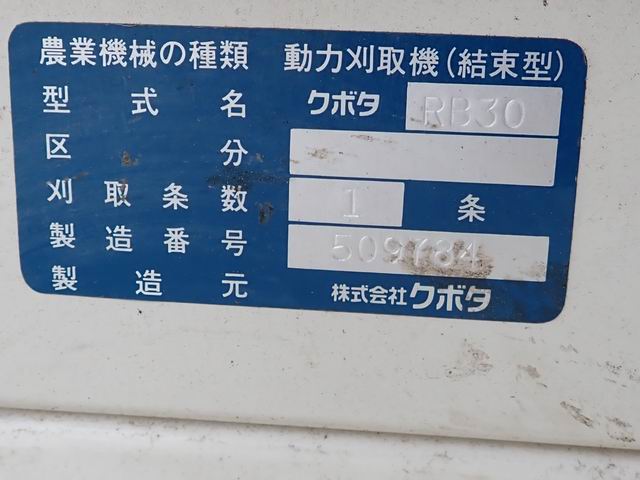 農業機械の種類 動力刈取機(結束型)
型式名 クボタ RB30
区分
刈取条数 1 条
製造番号 509784
製造元 株式会社クボタ